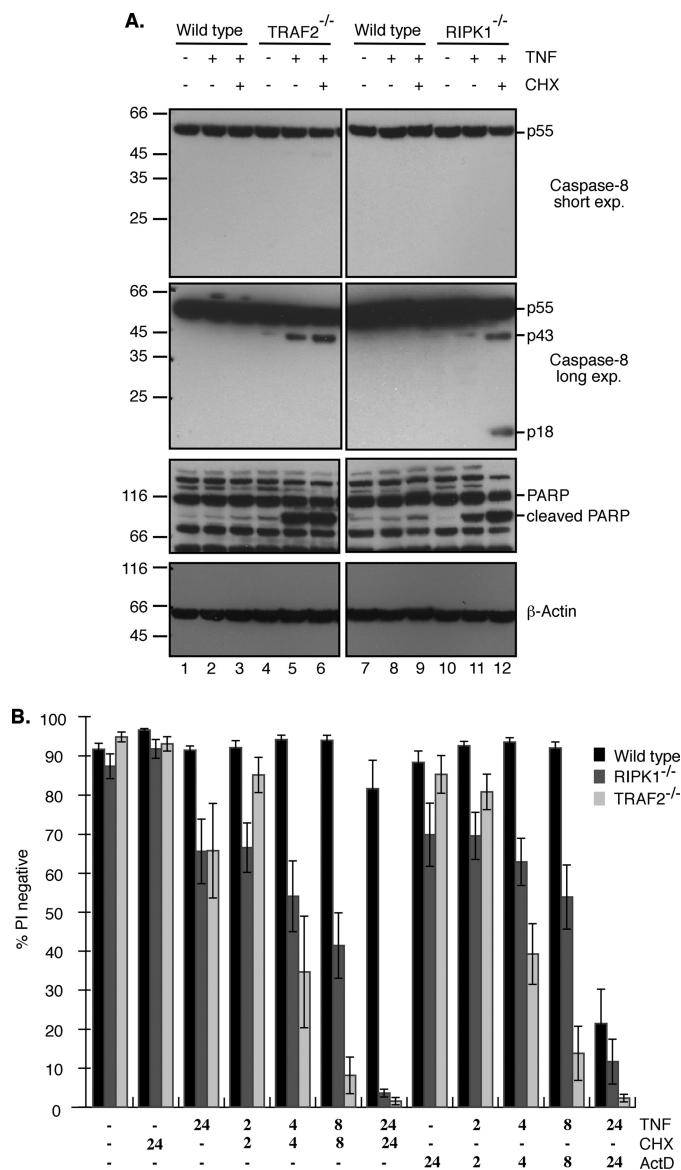 A.
Wild type TRAF2-/- Wild type RIPK1-/-
- + + - + + - + + - + + TNF
+ + + + CHX
66
45
35
25
p55
Caspase-8
short exp.
66
45
35
25
p55
p43
Caspase-8
long exp.
p18
116
66
PARP
cleaved PARP
116
66
45
β-Actin
1 2 3 4 5 6 7 8 9 10 11 12
B.
% PI negative
100
90
80
70
60
50
40
30
20
10
0
Wild type
RIPK1-/-
TRAF2-/-
- - 24 2 4 8 24 - 2 4 8 24 TNF
- 24 - 2 4 8 24 - - - - - CHX
- - - - - - - 24 2 4 8 24 ActD